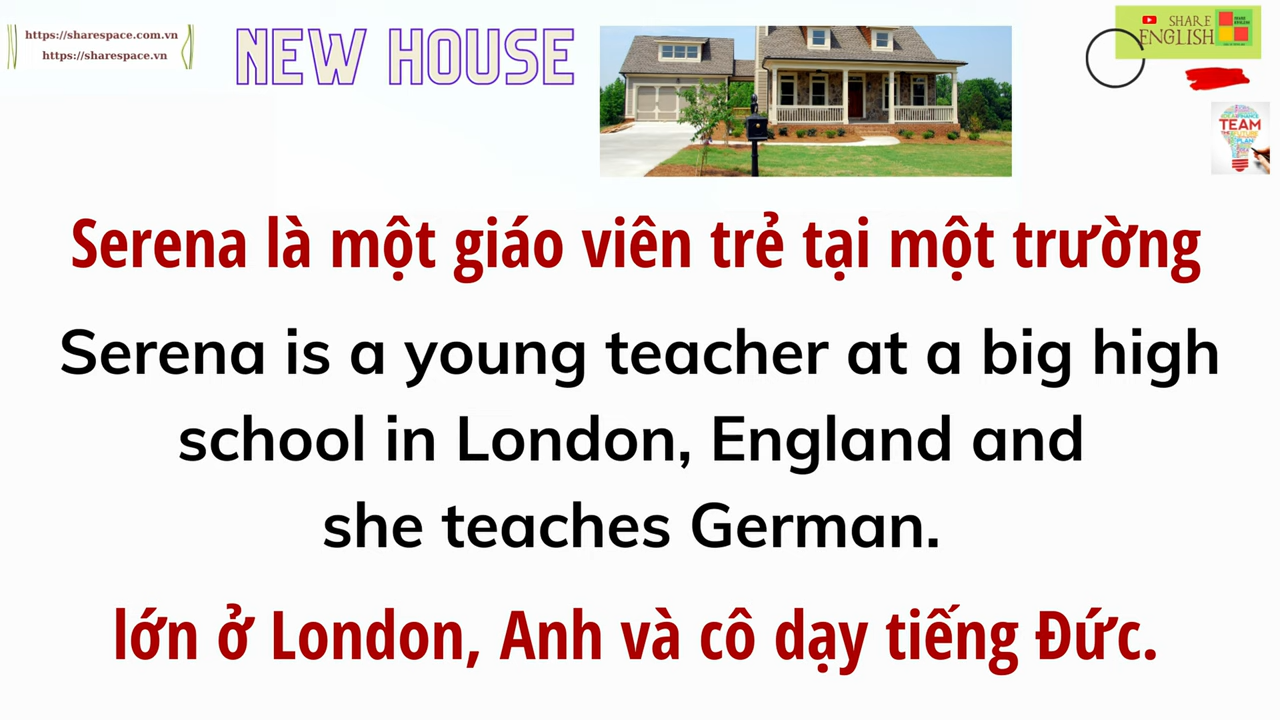 https://sharespace.com.vn
https://sharespace.vn
NEW HOUSE
SHARE
ENGLISH
TEAM
PLAN
Serena là một giáo viên trẻ tại một trường
Serena is a young teacher at a big high
school in London, England and
she teaches German.
lớn ở London, Anh và cô dạy tiếng Đức.